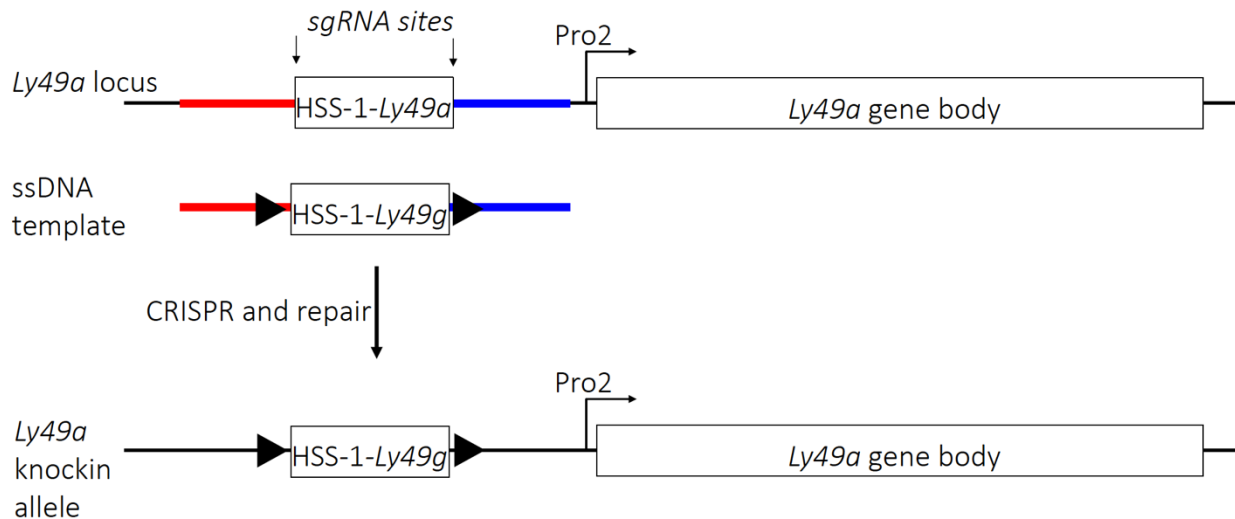 sgRNA sites
Pro2
Ly49a locus
HSS-1-Ly49a
Ly49a gene body
ssDNA
template
HSS-1-Ly49g
CRISPR and repair
Pro2
Ly49a
knockin
allele
HSS-1-Ly49g
Ly49a gene body